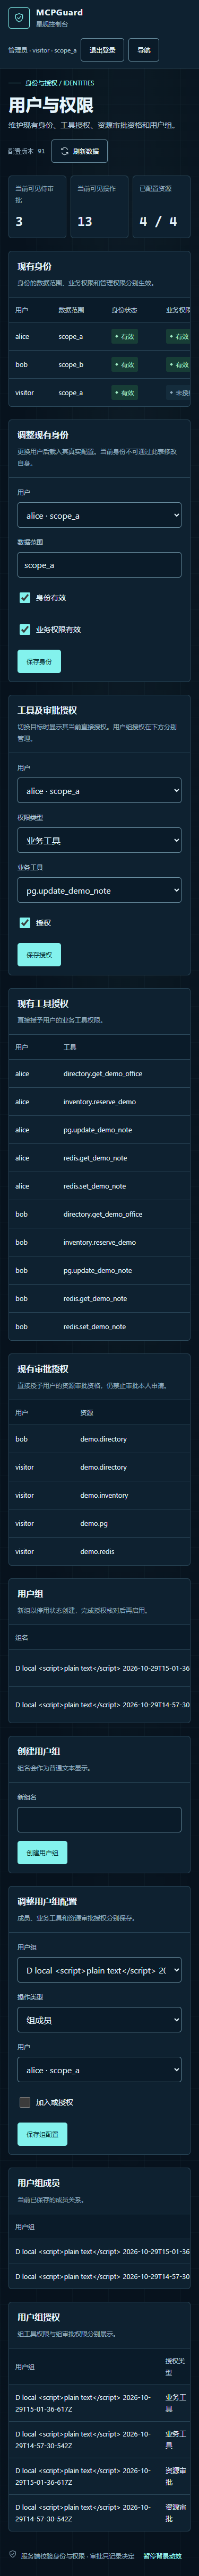 MCPGuard
星舰控制台
管理员 · visitor · scope_a
退出登录
导航
身份与授权 / IDENTITIES
用户与权限
维护现有身份、工具授权、资源审批资格和用户组。
配置版本 91
刷新数据
当前可见待审批
3
当前可见操作
13
已配置资源
4 / 4
现有身份
身份的数据范围、业务权限和管理权限分别生效。
用户 数据范围 身份状态 业务权限
alice scope_a 有效 有效
bob scope_b 有效 有效
visitor scope_a 有效 未授
调整现有身份
更换用户后载入其真实配置。当前身份不可通过此表修改自身。
用户
alice · scope_a
数据范围
scope_a
身份有效
业务权限有效
保存身份
工具及审批授权
切换目标时显示其当前直接授权。用户组授权在下方分别管理。
用户
alice · scope_a
权限类型
业务工具
业务工具
pg.update_demo_note
授权
保存授权
现有工具授权
直接授予用户的业务工具权限。
用户 工具
alice directory.get_demo_office
alice inventory.reserve_demo
alice pg.update_demo_note
alice redis.get_demo_note
alice redis.set_demo_note
bob directory.get_demo_office
bob inventory.reserve_demo
bob pg.update_demo_note
bob redis.get_demo_note
bob redis.set_demo_note
现有审批授权
直接授予用户的资源审批资格，仍禁止审批本人申请。
用户 资源
bob demo.directory
visitor demo.directory
visitor demo.inventory
visitor demo.pg
visitor demo.redis
用户组
新组以停用状态创建，完成授权核对后再启用。
组名
D local <script>plain text</script> 2026-10-29T15-01-36
D local <script>plain text</script> 2026-10-29T14-57-30
创建用户组
组名会作为普通文本显示。
新组名
创建用户组
调整用户组配置
成员、业务工具和资源审批授权分别保存。
用户组
D local <script>plain text</script> 20
操作类型
组成员
用户
alice · scope_a
加入或授权
保存组配置
用户组成员
当前已保存的成员关系。
用户组
D local <script>plain text</script> 2026-10-29T15-01-36
D local <script>plain text</script> 2026-10-29T14-57-30
用户组授权
组工具权限与组审批权限分别展示。
用户组 授权类型
D local <script>plain text</script> 2026-10-29T15-01-36-617Z 业务工具
D local <script>plain text</script> 2026-10-29T14-57-30-542Z 业务工具
D local <script>plain text</script> 2026-10-29T15-01-36-617Z 资源审批
D local <script>plain text</script> 2026-10-29T14-57-30-542Z 资源审批
服务端校验身份与权限 · 审批只记录决定 暂停背景动效